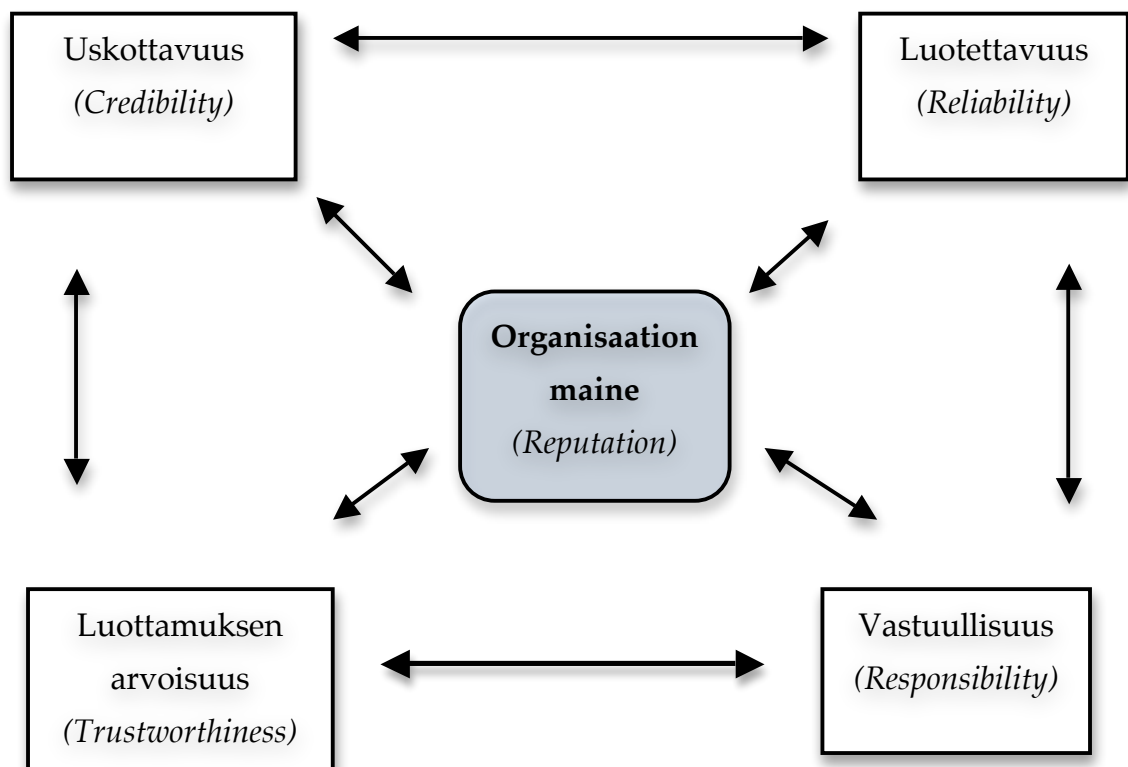 Uskottavuus
(Credibility)
Luotettavuus
(Reliability)
Organisaation
maine
(Reputation)
Luottamuksen
arvoisuus
(Trustworthiness)
Vastuullisuus
(Responsibility)